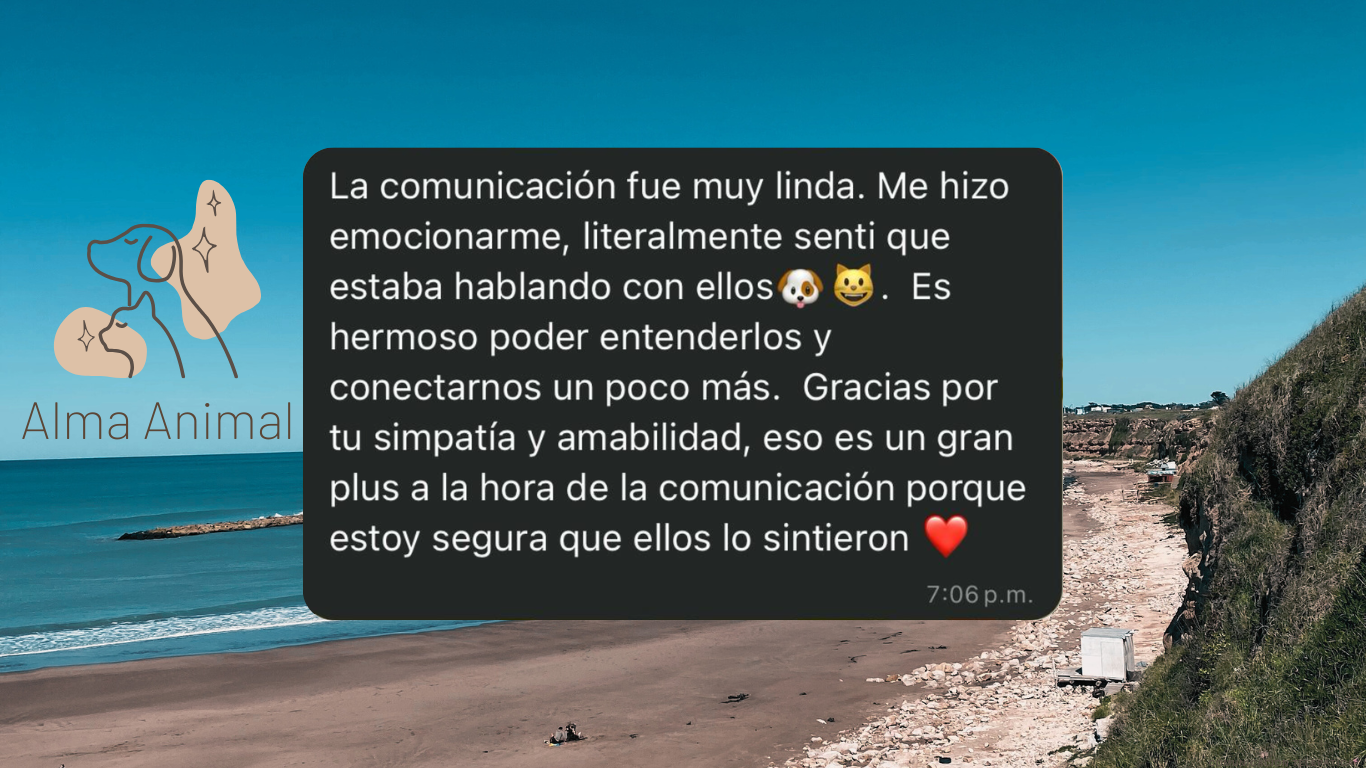 Alma Animal
La comunicación fue muy linda. Me hizo
emocionarme, literalmente senti que
estaba hablando con ellos🐶 😺.  Es
hermoso poder entenderlos y
conectarnos un poco más.  Gracias por
tu simpatía y amabilidad, eso es un gran
plus a la hora de la comunicación porque
estoy segura que ellos lo sintieron ❤️
7:06 p.m.